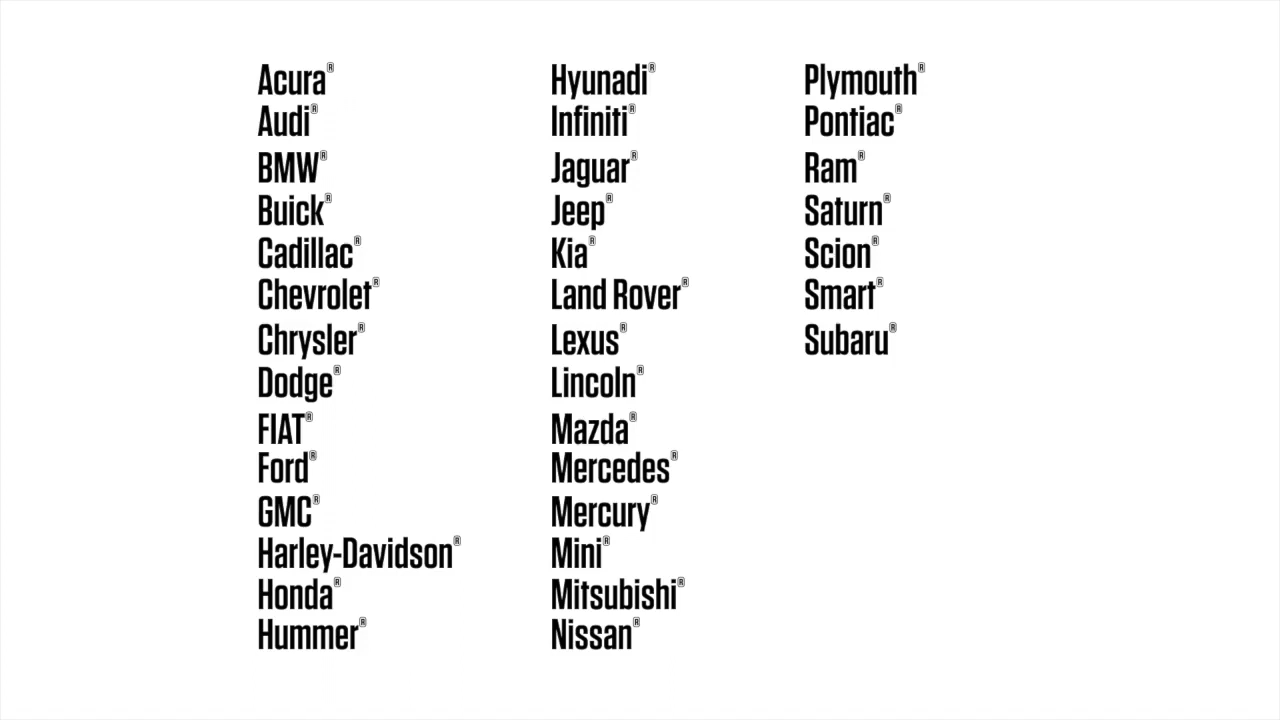 Acura®
Audi®
BMW®
Buick®
Cadillac®
Chevrolet®
Chrysler®
Dodge®
FIAT®
Ford®
GMC®
Harley-Davidson®
Honda®
Hummer®
Hyunadi®
Infiniti®
Jaguar®
Jeep®
Kia®
Land Rover®
Lexus®
Lincoln®
Mazda®
Mercedes®
Mercury®
Mini®
Mitsubishi®
Nissan®
Plymouth®
Pontiac®
Ram®
Saturn®
Scion®
Smart®
Subaru®